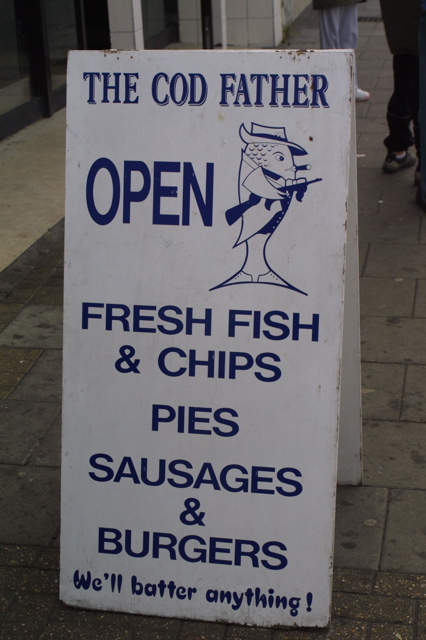 THE COD FATHER
OPEN
FRESH FISH
& CHIPS
PIES
SAUSAGES
&
BURGERS
We'll batter anything!